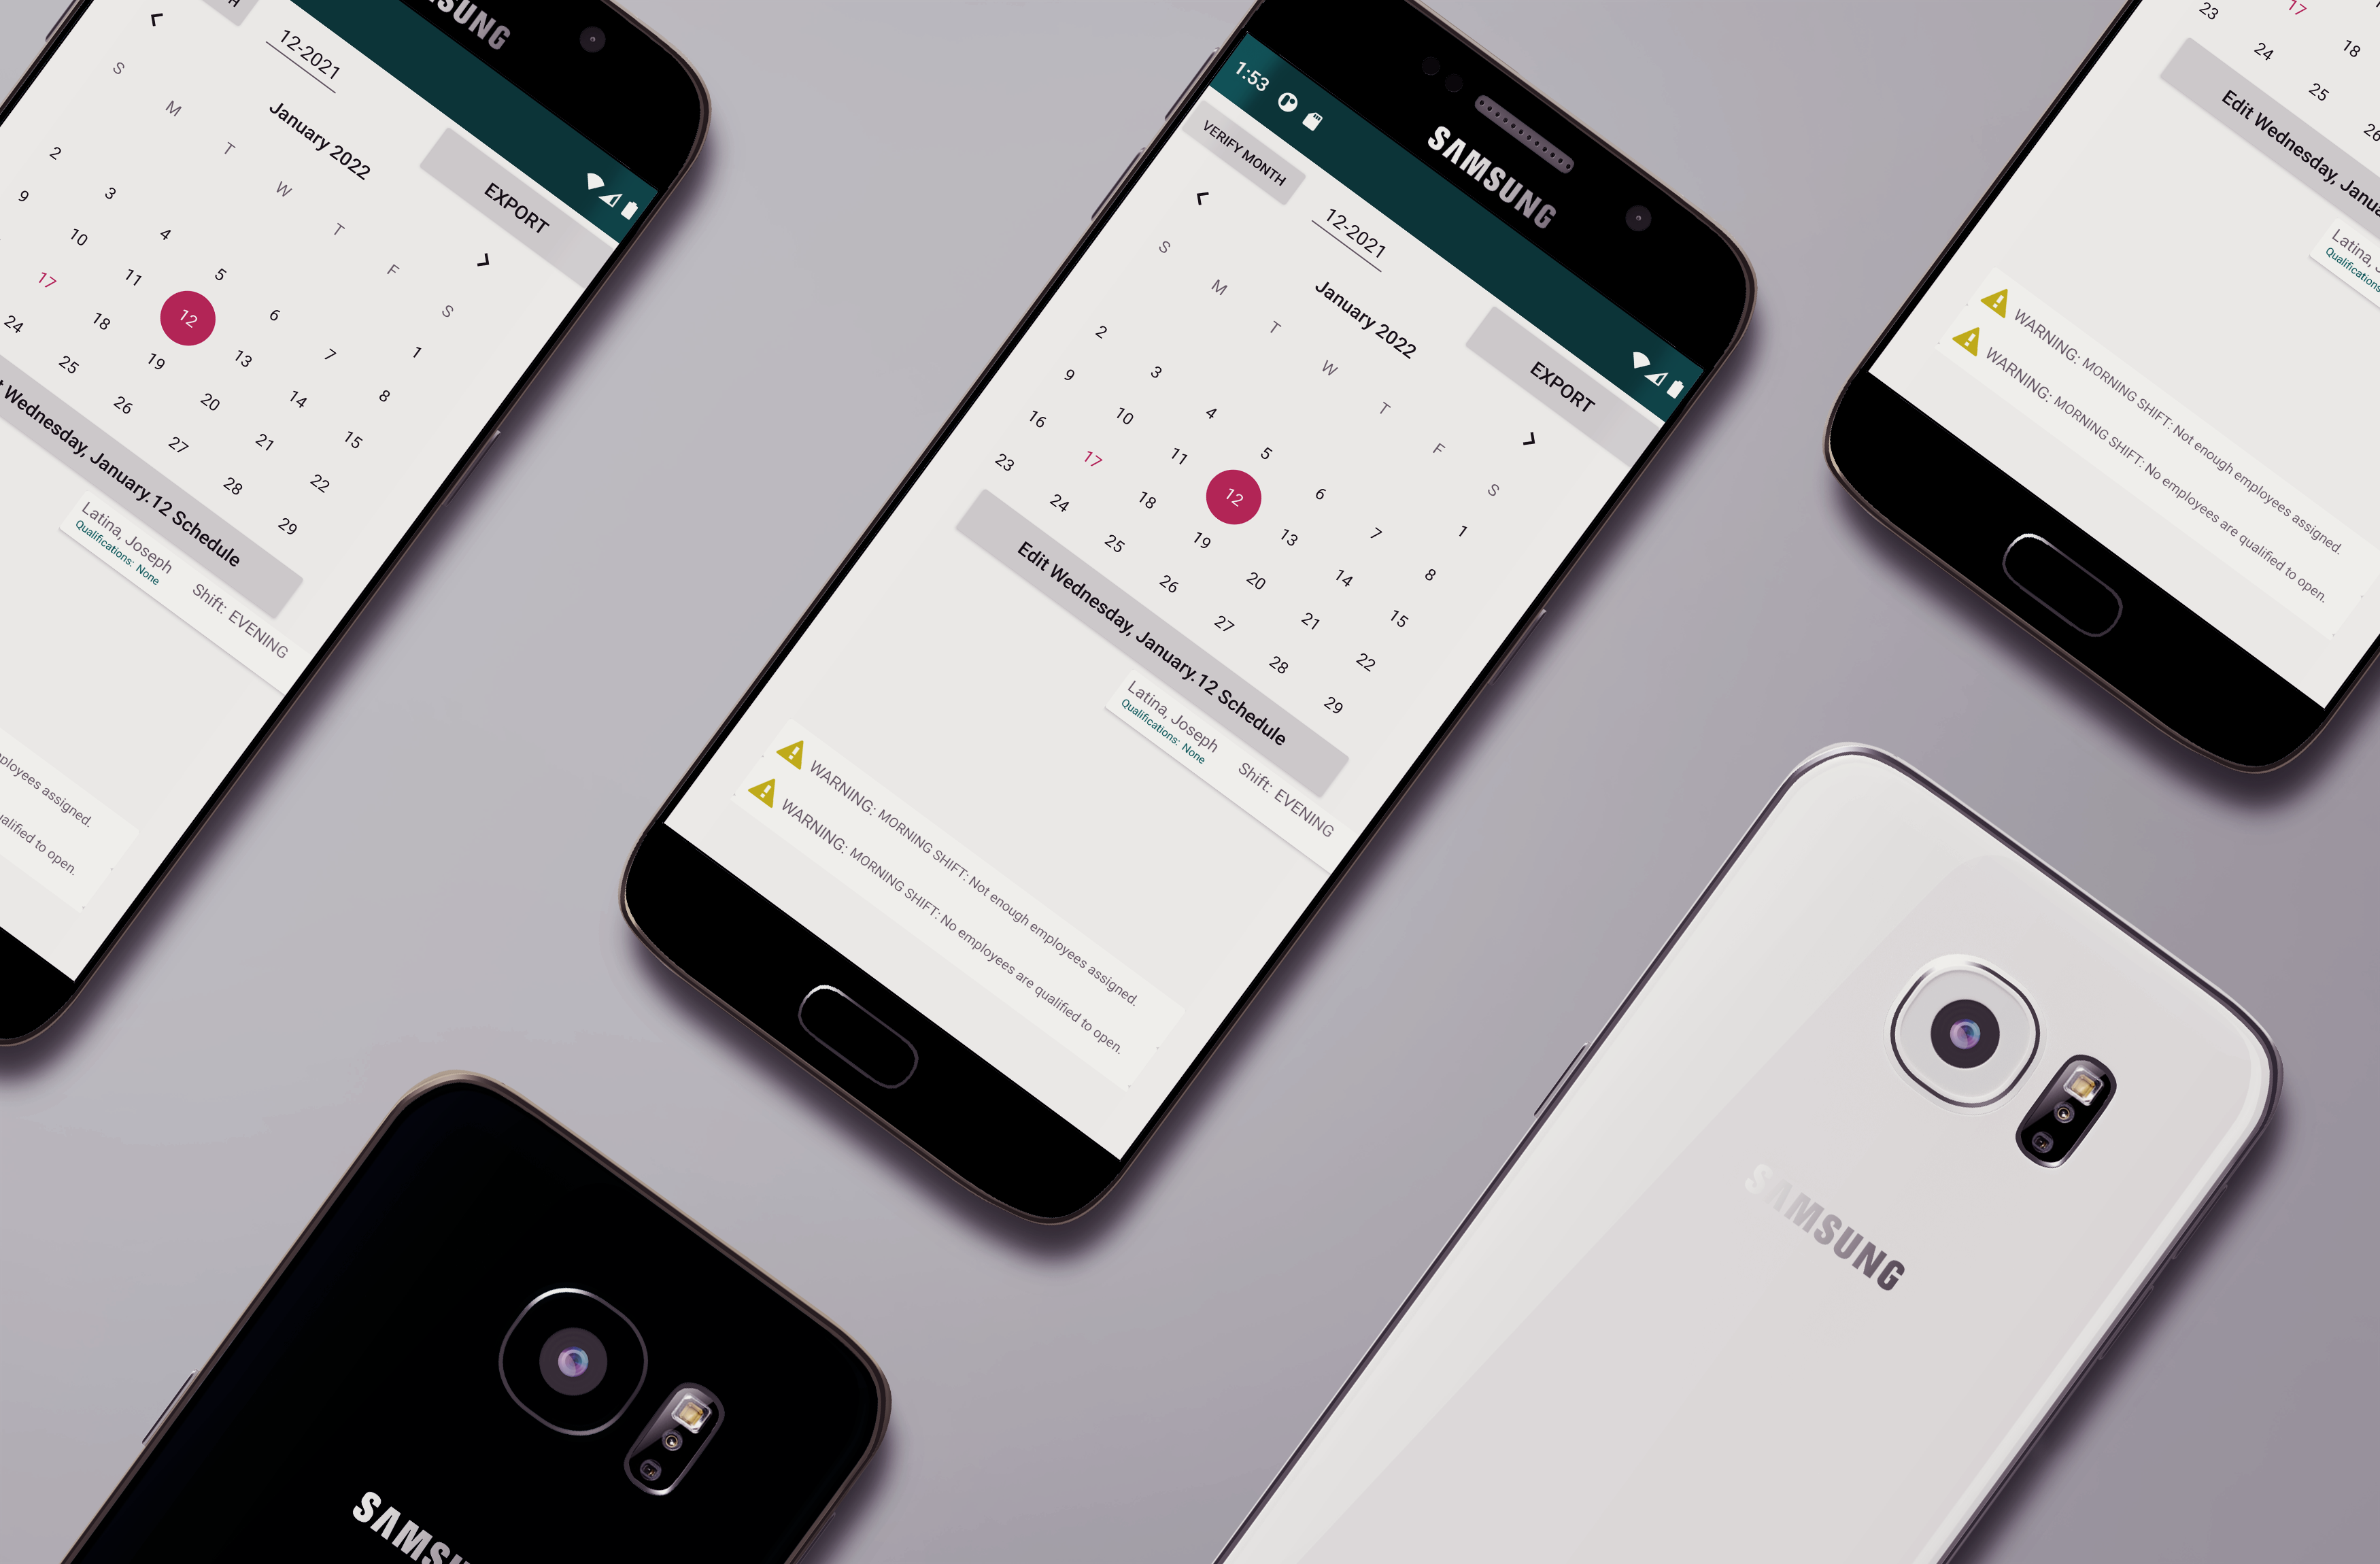 SAMSUNG
12-2021
January 2022
EXPORT
S M T W T F S
1
2 3 4 5 6 7 8
9 10 11 12 13 14 15
17 18 19 20 21 22
24 25 26 27 28 29
Wednesday, January.12 Schedule
Latina, Joseph
Qualifications: None
Shift: EVENING
employees assigned.
qualified to open.
SAMSUNG
1:53
VERIFY MONTH
12-2021
EXPORT
January 2022
S M T W T F S
1
2 3 4 5 6 7 8
9 10 11 12 13 14 15
16 17 18 19 20 21 22
23 24 25 26 27 28 29
Edit Wednesday, January.12 Schedule
Latina, Joseph
Qualifications: None
Shift: EVENING
WARNING: MORNING SHIFT: Not enough employees assigned.
WARNING: MORNING SHIFT: No employees are qualified to open.
17 18
23 24 25 26
Edit Wednesday, Janua
Latina,
Qualifications
WARNING: MORNING SHIFT: Not enough employees assigned.
WARNING: MORNING SHIFT: No employees are qualified to open.
SAMSUNG
SAMSU